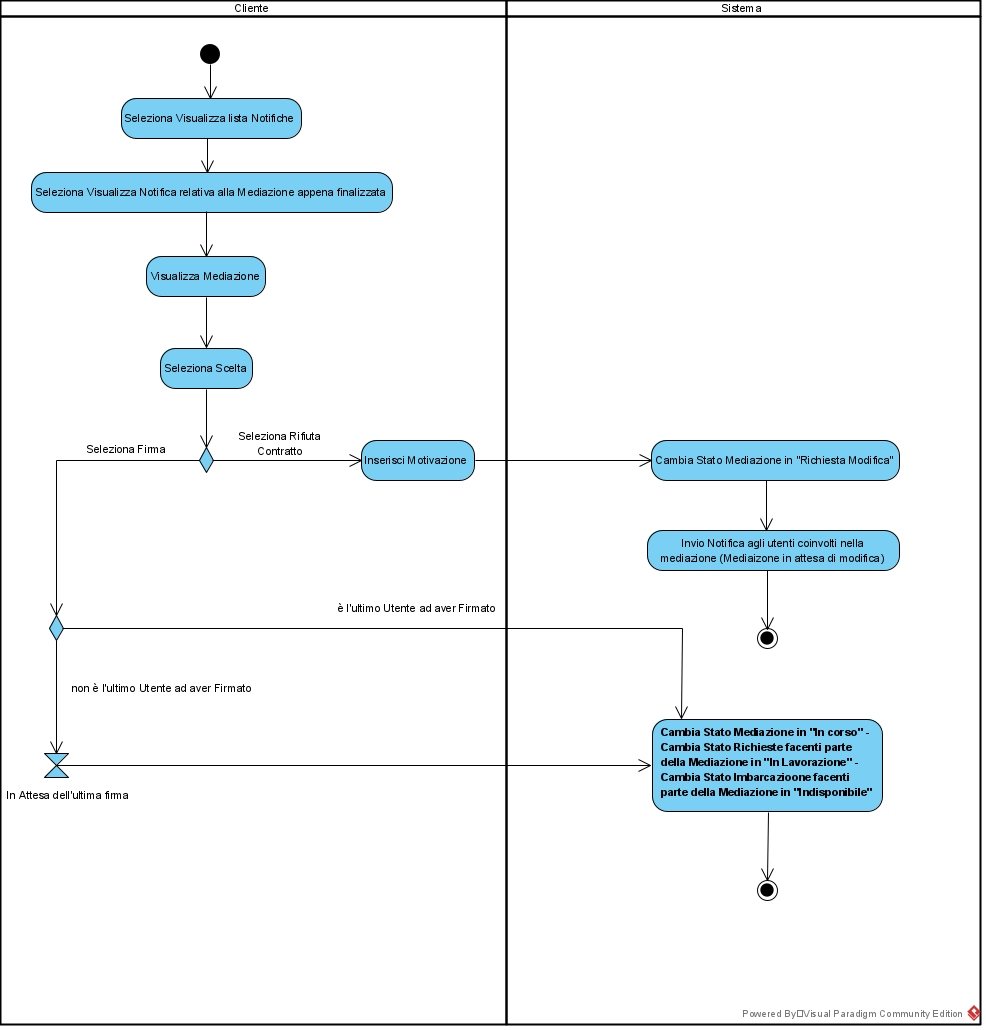 Cliente
Sistema
Seleziona Visualizza lista Notifiche
Seleziona Visualizza Notifica relativa alla Mediazione appena finalizzata
Visualizza Mediazione
Seleziona Scelta
Seleziona Firma
Seleziona Rifiuta
Contratto
Inserisci Motivazione
Cambia Stato Mediazione in "Richiesta Modifica"
Invio Notifica agli utenti coinvolti nella
mediazione (Mediaizone in attesa di modifica)
è l'ultimo Utente ad aver Firmato
non è l'ultimo Utente ad aver Firmato
Cambia Stato Mediazione in "In corso" -
Cambia Stato Richieste facenti parte
della Mediazione in "In Lavorazione" -
Cambia Stato Imbarcazioone facenti
parte della Mediazione in "Indisponibile"
In Attesa dell'ultima firma
Powered By Visual Paradigm Community Edition